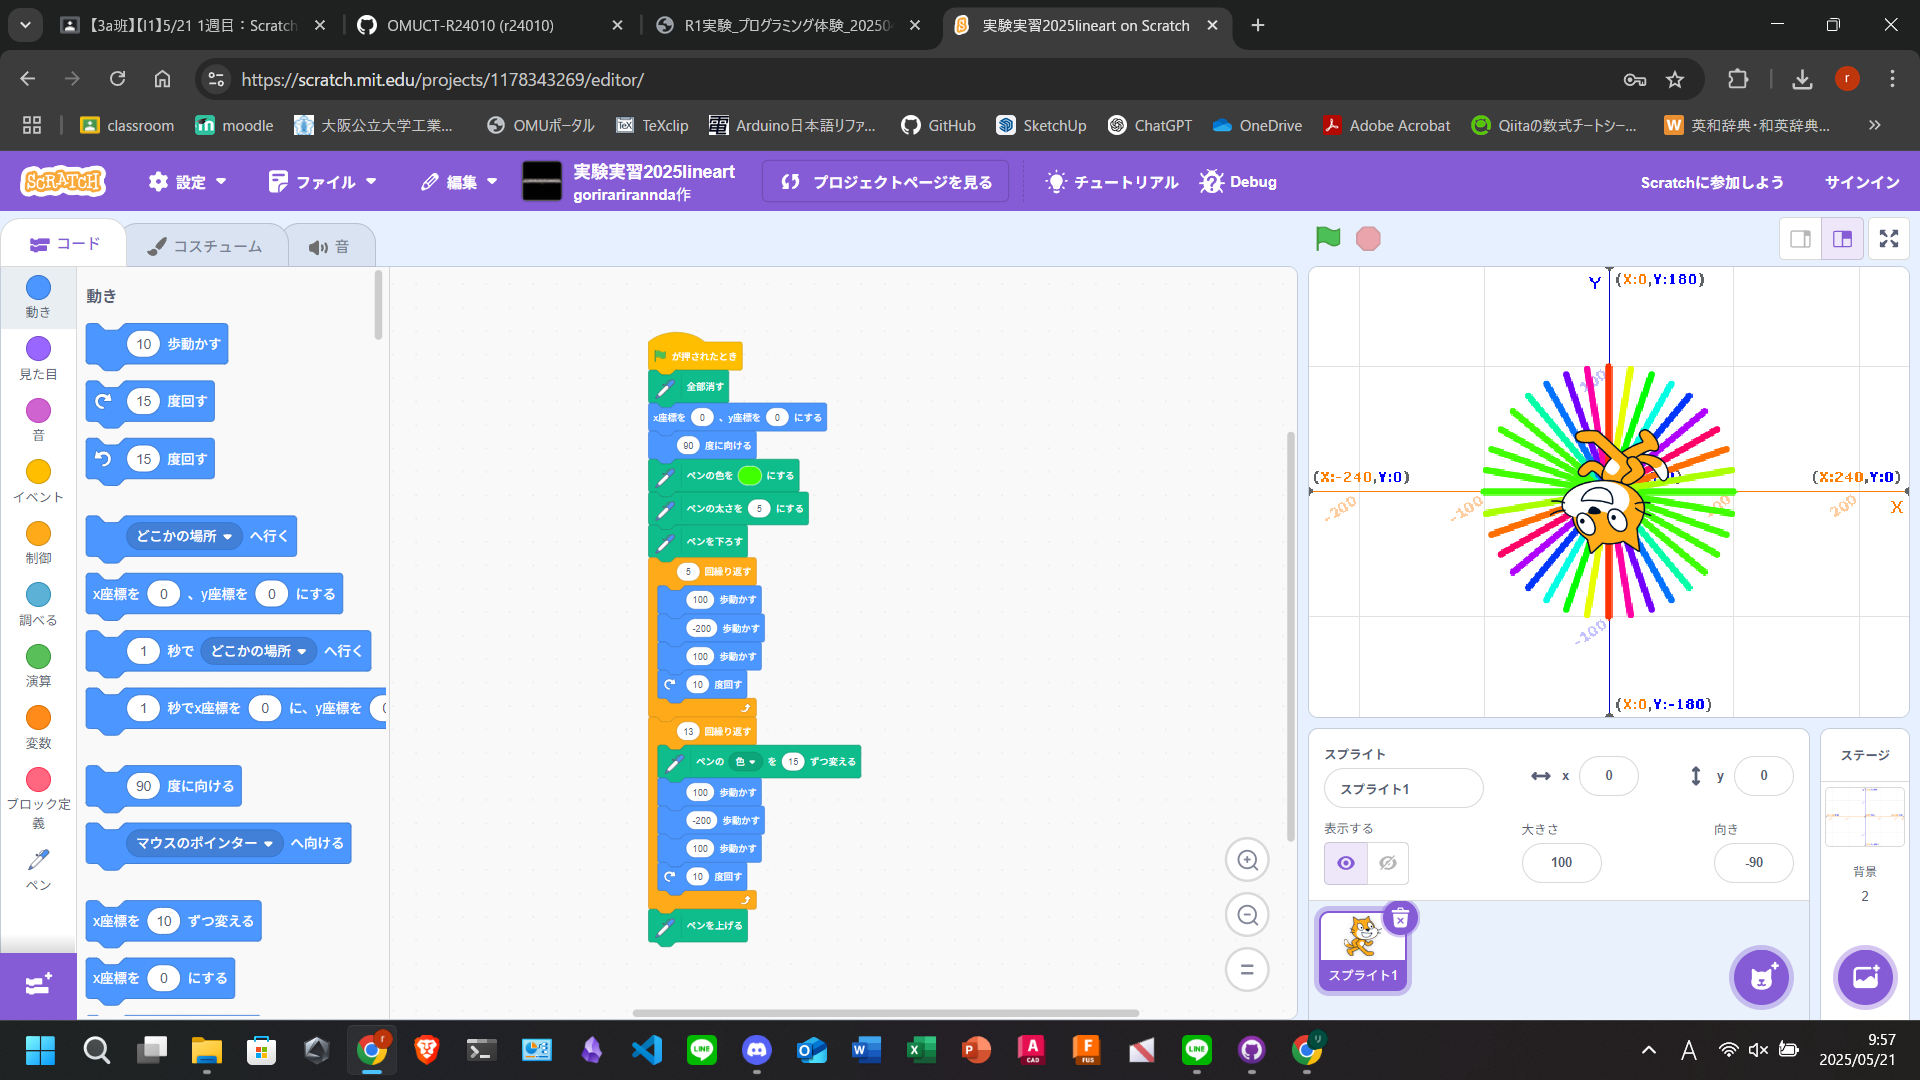 【3a班】【I1】5/21 1週目：Scratch
OMUCT-R24010 (r24010)
R1実験_プログラミング体験_20250
実験実習2025lineart on Scratch
https://scratch.mit.edu/projects/1178343269/editor/
r
classroom
moodle
大阪公立大学工業...
OMUポータル
TeXclip
Arduino日本語リファ...
GitHub
SketchUp
ChatGPT
OneDrive
Adobe Acrobat
Qiitaの数式チートシー...
英和辞典・和英辞典...
SCRATCH
設定
ファイル
編集
実験実習2025lineart
gorirarirannda作
プロジェクトページを見る
チュートリアル
Debug
Scratchに参加しよう
サインイン
コード
コスチューム
音
動き
見た目
音
イベント
制御
調べる
演算
変数
ブロック定義
ペン
動き
10 歩動かす
15 度回す
15 度回す
どこかの場所 へ行く
x座標を 0 、y座標を 0 にする
1 秒で どこかの場所 へ行く
1 秒でx座標を 0 に、y座標を
90 度に向ける
マウスのポインター へ向ける
x座標を 10 ずつ変える
x座標を 0 にする
が押されたとき
全部消す
x座標を 0 、y座標を 0 にする
90 度に向ける
ペンの色を にする
ペンの太さを 5 にする
ペンを下ろす
5 回繰り返す
100 歩動かす
-200 歩動かす
100 歩動かす
10 度回す
13 回繰り返す
ペンの 色 を 15 ずつ変える
100 歩動かす
-200 歩動かす
100 歩動かす
10 度回す
ペンを上げる
Y (X:0,Y:180)
100
(X:-240,Y:0)
(X:240,Y:0)
-200
-100
100
200
X
-100
(X:0,Y:-180)
スプライト
スプライト1
x 0
y 0
表示する
大きさ
100
向き
-90
スプライト1
ステージ
背景
2
A
9:57
2025/05/21